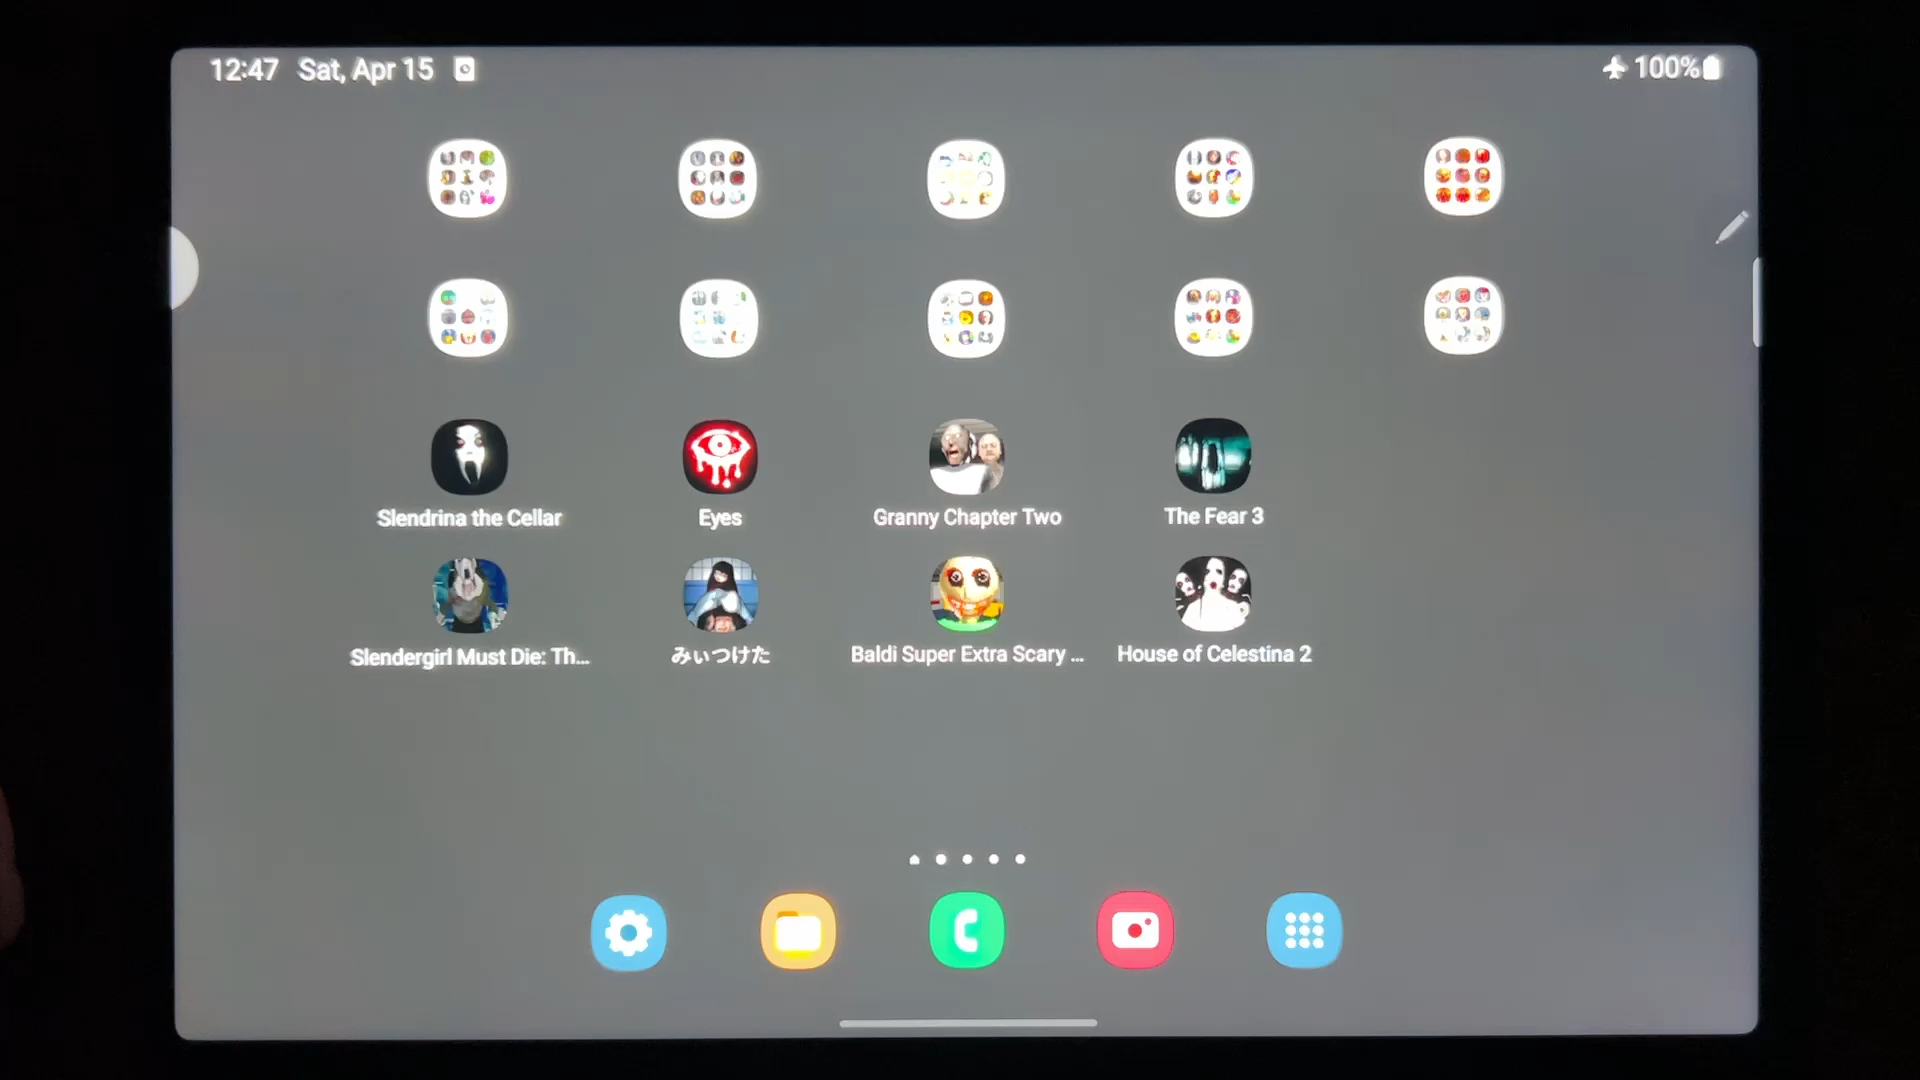 12:47 Sat, Apr 15 100%
Slendrina the Cellar Eyes Granny Chapter Two The Fear 3
Slendergirl Must Die: Th... みぃつけた Baldi Super Extra Scary ... House of Celestina 2